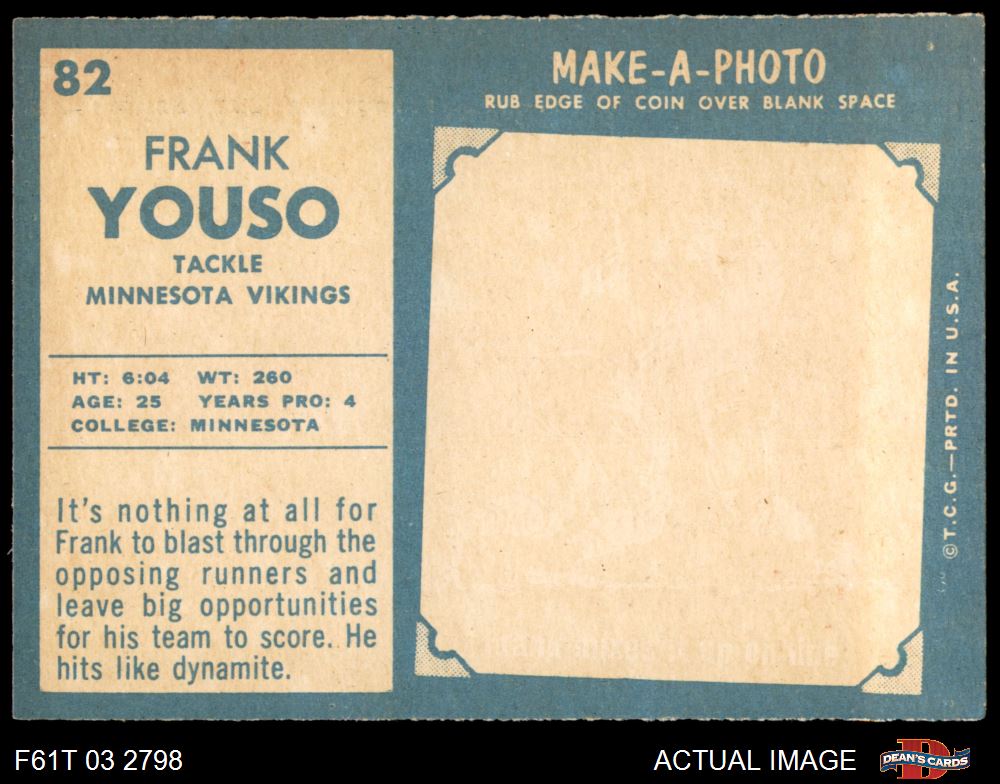 82
FRANK
YOUSO
TACKLE
MINNESOTA VIKINGS
HT: 6:04 WT: 260
AGE: 25 YEARS PRO: 4
COLLEGE: MINNESOTA
It's nothing at all for
Frank to blast through the
opposing runners and
leave big opportunities
for his team to score. He
hits like dynamite.
MAKE-A-PHOTO
RUB EDGE OF COIN OVER BLANK SPACE
©T.C.G.—PRTD. IN U.S.A.
F61T 03 2798
ACTUAL IMAGE
D
DEAN'S CARDS